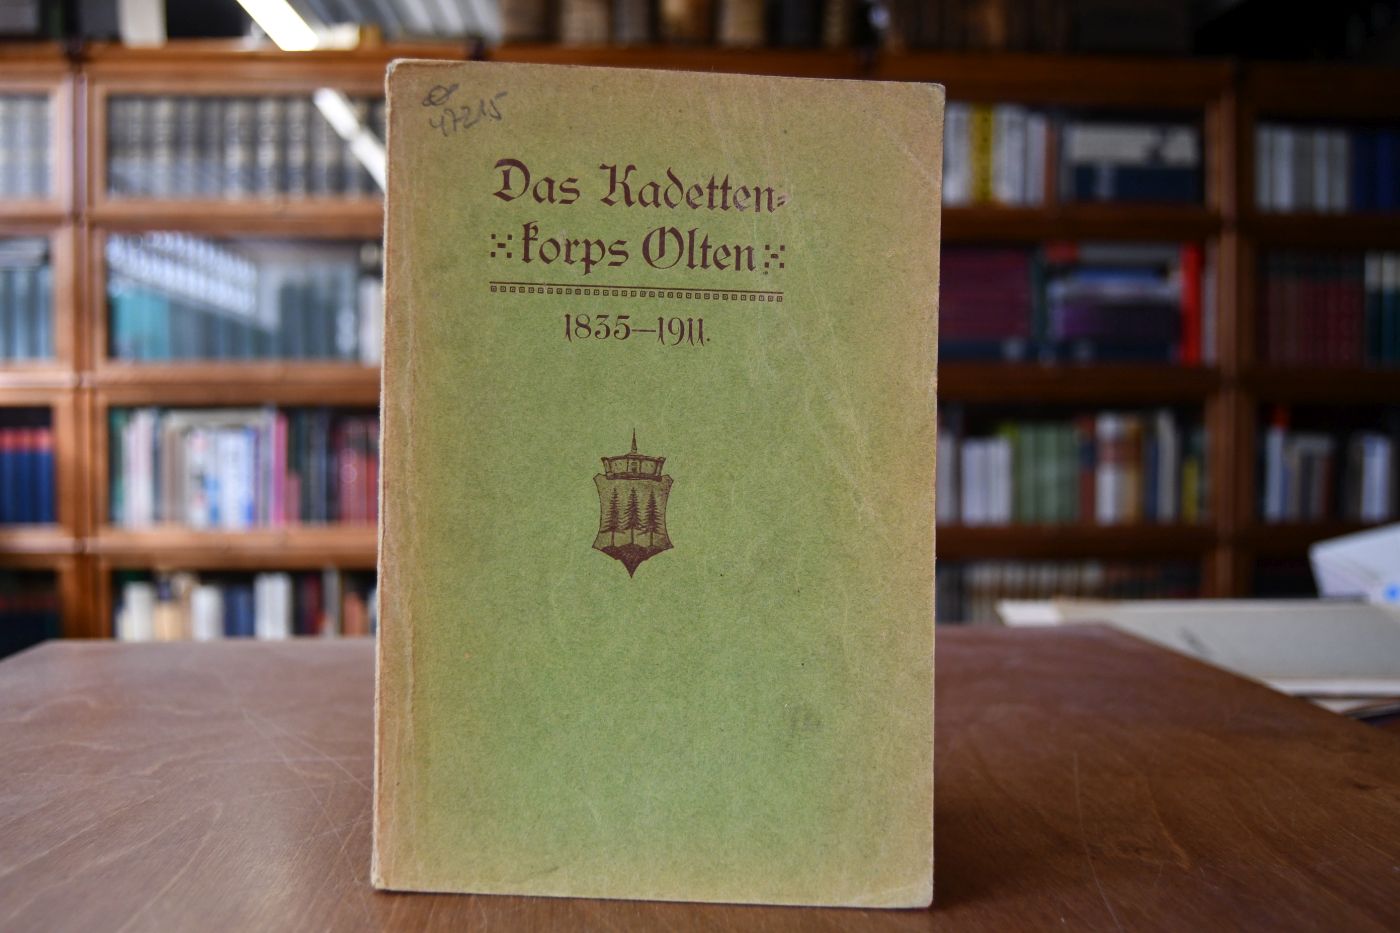 47215
Das Kadetten-
korps Olten
1835—1911.